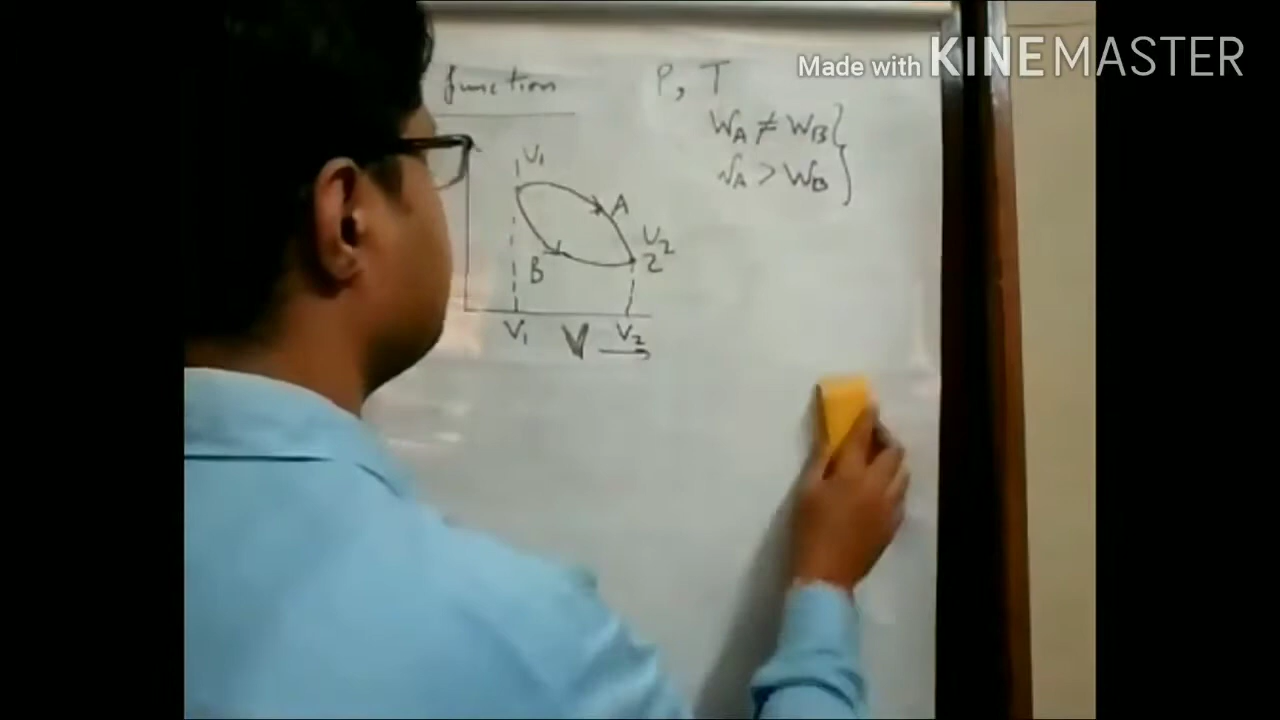 Made with KINEMASTER
function
P, T
WA ≠ WB
WA > WB
V1
A
V2
2
B
V1
V
V2